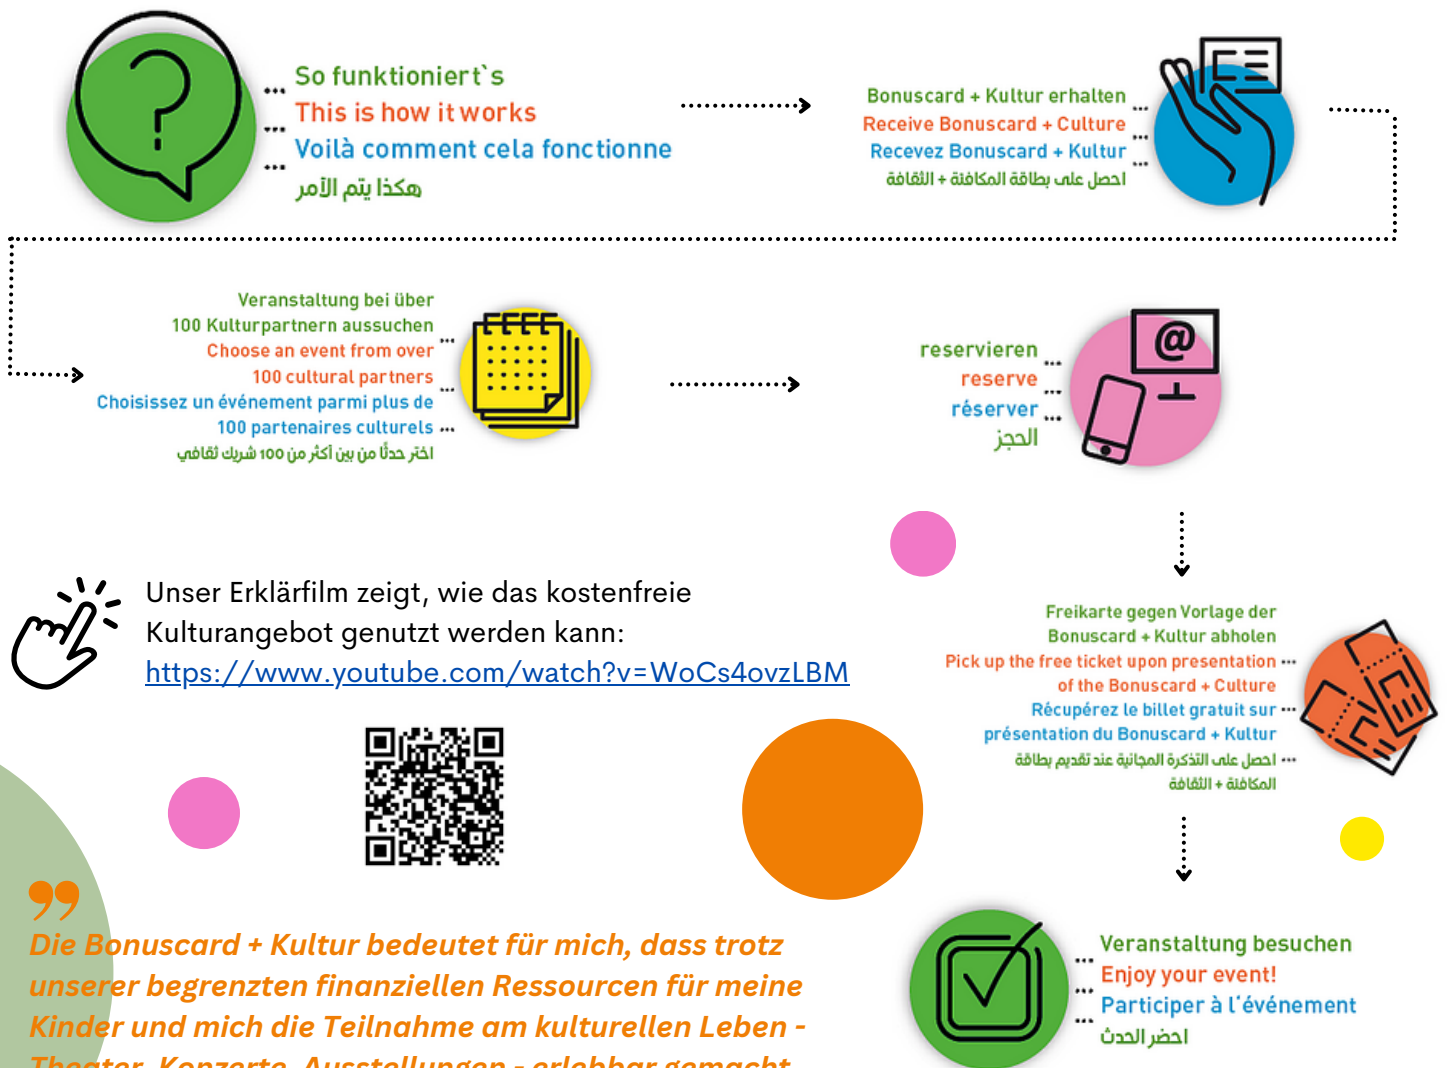 So funktioniert`s
This is how it works
Voilà comment cela fonctionne
هكذا يتم الأمر
Bonuscard + Kultur erhalten
Receive Bonuscard + Culture
Recevez Bonuscard + Kultur
احصل على بطاقة المكافئة + الثقافة
Veranstaltung bei über
100 Kulturpartnern aussuchen
Choose an event from over
100 cultural partners
Choisissez un événement parmi plus de
100 partenaires culturels
اختر حدثًا من بين أكثر من 100 شريك ثقافي
reservieren
reserve
réserver
الحجز
@
Unser Erklärfilm zeigt, wie das kostenfreie
Kulturangebot genutzt werden kann:
https://www.youtube.com/watch?v=WoCs4ovzLBM
Freikarte gegen Vorlage der
Bonuscard + Kultur abholen
Pick up the free ticket upon presentation
of the Bonuscard + Culture
Récupérez le billet gratuit sur
présentation du Bonuscard + Kultur
احصل على التذكرة المجانية عند تقديم بطاقة
المكافئة + الثقافة
Veranstaltung besuchen
Enjoy your event!
Participer à l'événement
احضر الحدث
Die Bonuscard + Kultur bedeutet für mich, dass trotz
unserer begrenzten finanziellen Ressourcen für meine
Kinder und mich die Teilnahme am kulturellen Leben -
Theater, Konzerte, Ausstellungen - erlebbar gemacht